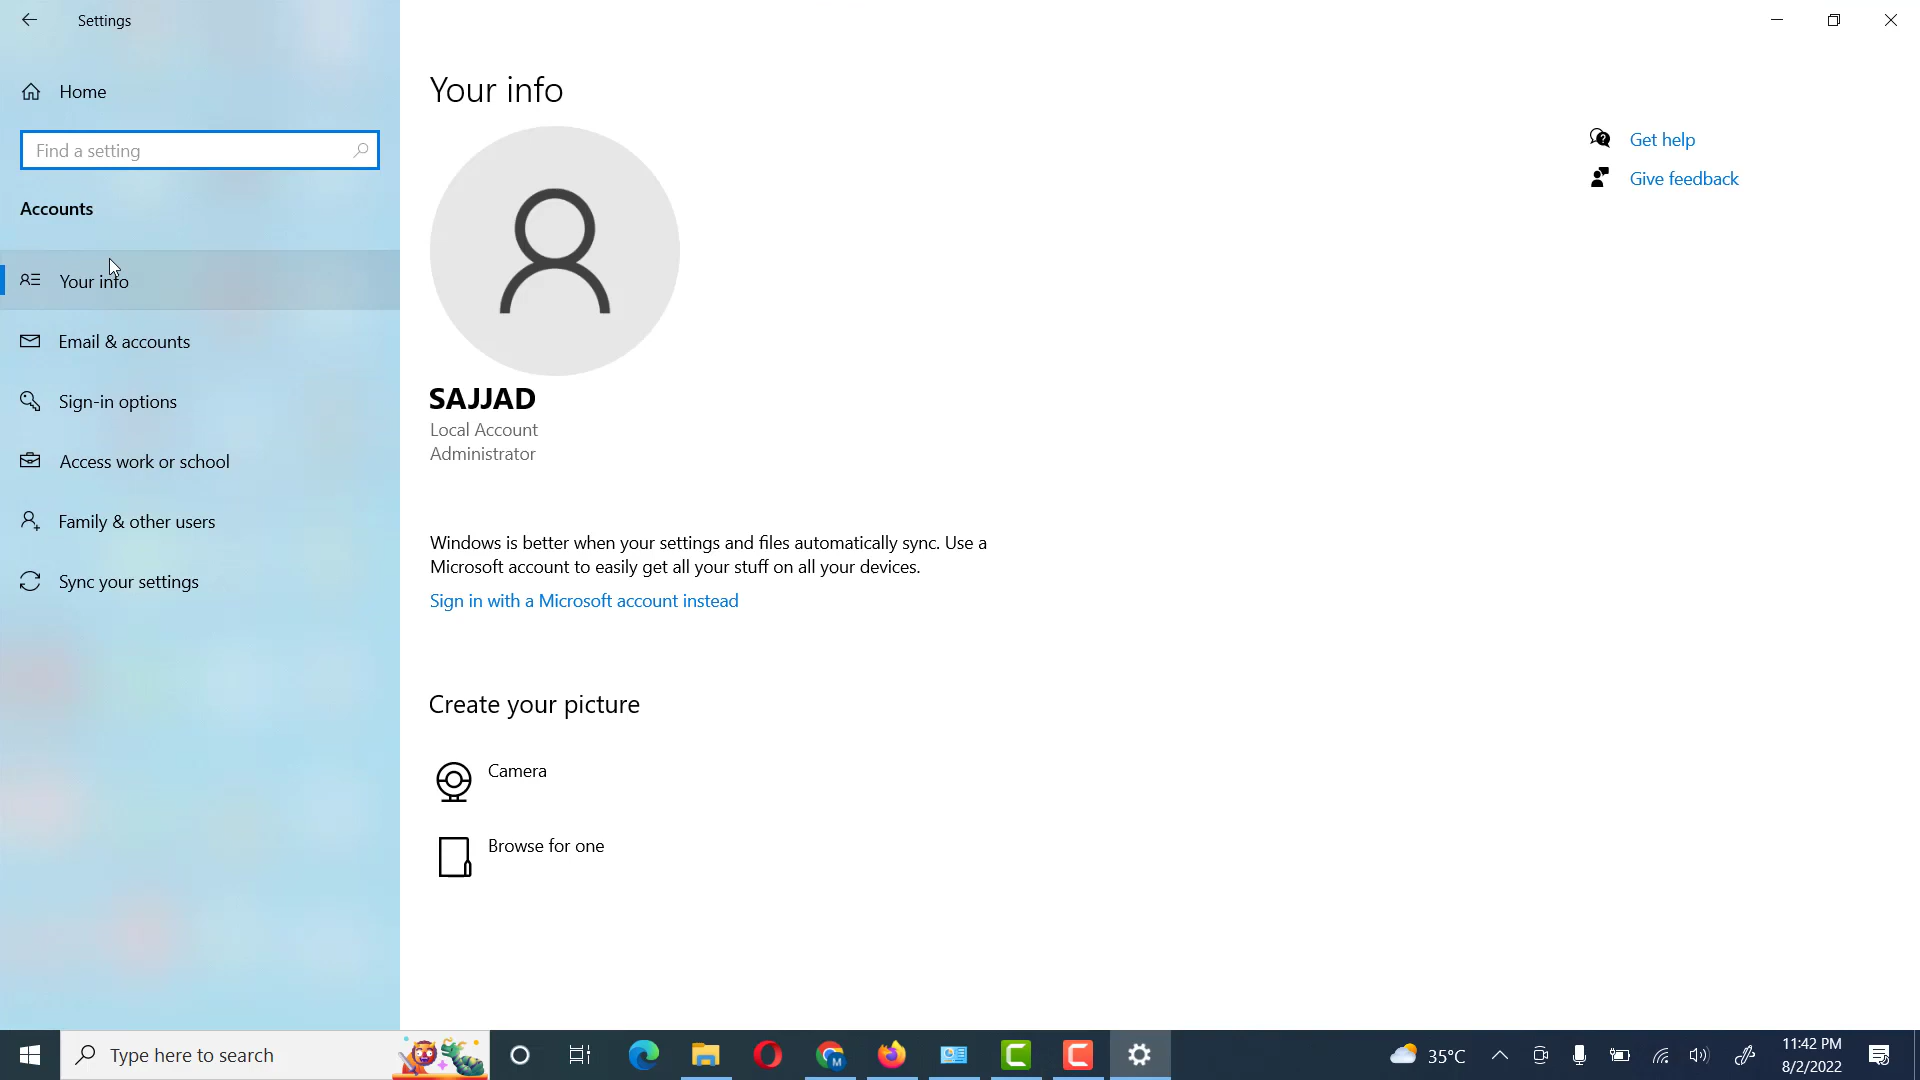 Settings
Home
Find a setting
Accounts
Your info
Email & accounts
Sign-in options
Access work or school
Family & other users
Sync your settings
Your info
SAJJAD
Local Account
Administrator
Windows is better when your settings and files automatically sync. Use a
Microsoft account to easily get all your stuff on all your devices.
Sign in with a Microsoft account instead
Create your picture
Camera
Browse for one
Get help
Give feedback
Type here to search
M
35°C
11:42 PM
8/2/2022